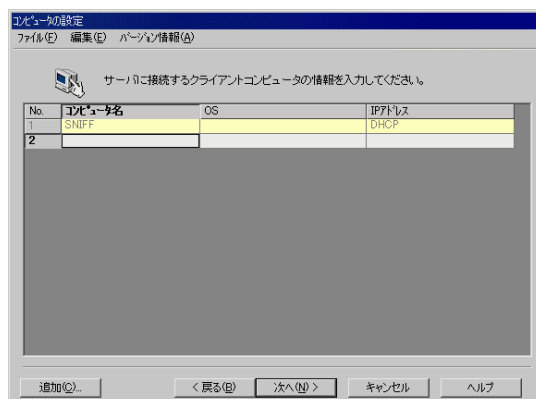 コンピュータの設定
ファイル(F) 編集(E) バージョン情報(A)
サーバに接続するクライアントコンピュータの情報を入力してください。
No. コンピュータ名 OS IPアドレス
1 SNIFF DHCP
2
追加(C)... < 戻る(B) 次へ(N) > キャンセル ヘルプ